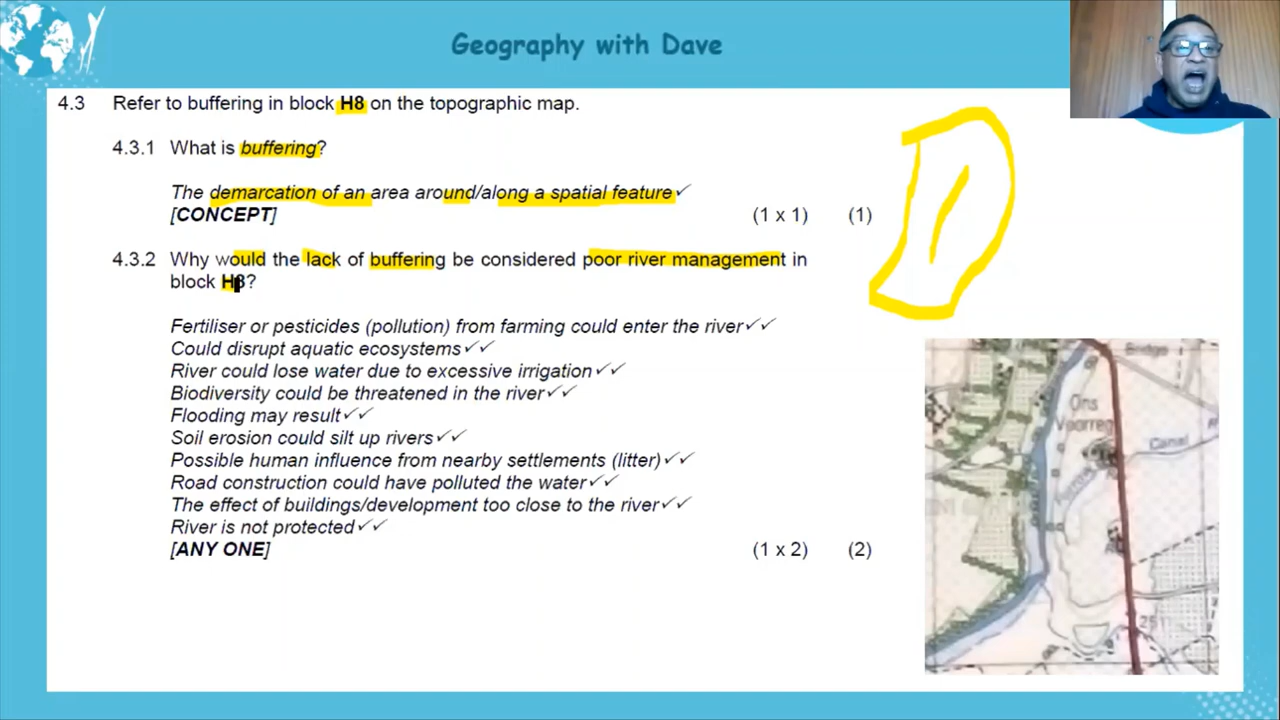 Geography with Dave
4.3 Refer to buffering in block H8 on the topographic map.
4.3.1 What is buffering?
The demarcation of an area around/along a spatial feature✓
[CONCEPT] (1 x 1) (1)
4.3.2 Why would the lack of buffering be considered poor river management in
block H8?
Fertiliser or pesticides (pollution) from farming could enter the river✓✓
Could disrupt aquatic ecosystems✓✓
River could lose water due to excessive irrigation✓✓
Biodiversity could be threatened in the river✓✓
Flooding may result✓✓
Soil erosion could silt up rivers✓✓
Possible human influence from nearby settlements (litter)✓✓
Road construction could have polluted the water✓✓
The effect of buildings/development too close to the river✓✓
River is not protected✓✓
[ANY ONE] (1 x 2) (2)
Bridge
Ons
Canal